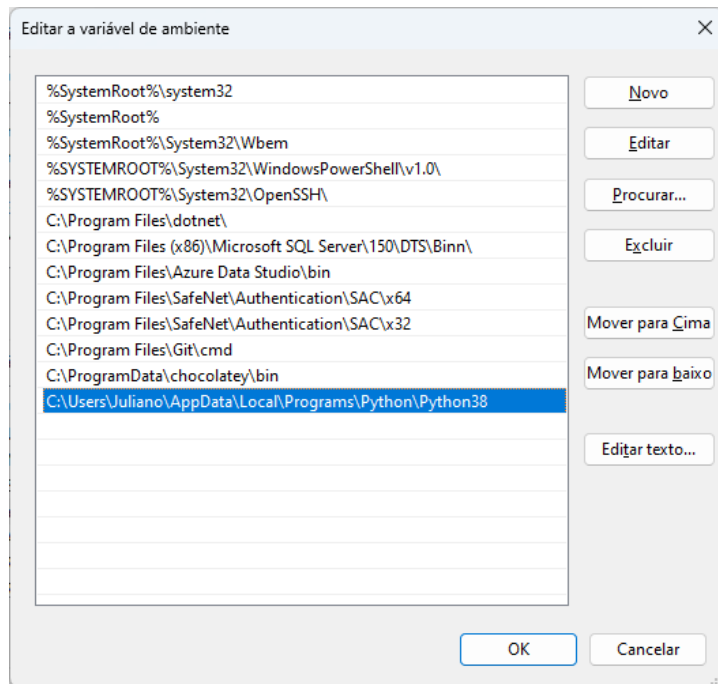 Editar a variável de ambiente
%SystemRoot%\system32
%SystemRoot%
%SystemRoot%\System32\Wbem
%SYSTEMROOT%\System32\WindowsPowerShell\v1.0\
%SYSTEMROOT%\System32\OpenSSH\
C:\Program Files\dotnet\
C:\Program Files (x86)\Microsoft SQL Server\150\DTS\Binn\
C:\Program Files\Azure Data Studio\bin
C:\Program Files\SafeNet\Authentication\SAC\x64
C:\Program Files\SafeNet\Authentication\SAC\x32
C:\Program Files\Git\cmd
C:\ProgramData\chocolatey\bin
C:\Users\Juliano\AppData\Local\Programs\Python\Python38
Novo
Editar
Procurar...
Excluir
Mover para Cima
Mover para baixo
Editar texto...
OK
Cancelar